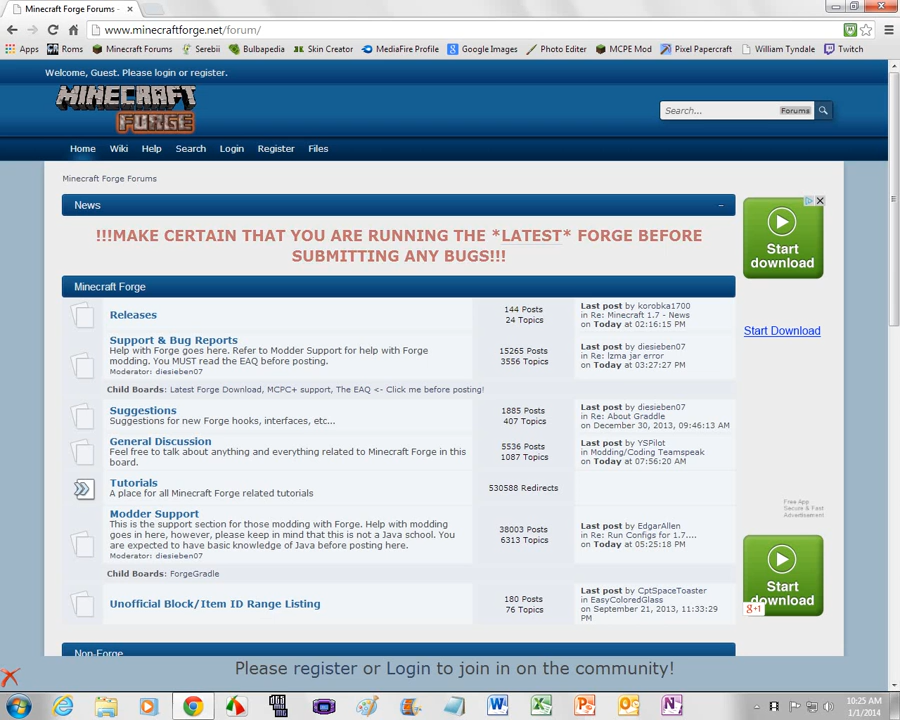 Minecraft Forge Forums -
www.minecraftforge.net/forum/
Apps Roms Minecraft Forums Serebii Bulbapedia Skin Creator MediaFire Profile Google Images Photo Editor MCPE Mod Pixel Papercraft William Tyndale Twitch
Welcome, Guest. Please login or register.
MINECRAFT
FORGE
Search... Forums
Home Wiki Help Search Login Register Files
Minecraft Forge Forums
News
!!!MAKE CERTAIN THAT YOU ARE RUNNING THE *LATEST* FORGE BEFORE
SUBMITTING ANY BUGS!!!
Start
download
Minecraft Forge
Releases
144 Posts
24 Topics
Last post by korobka1700
in Re: Minecraft 1.7 - News
on Today at 02:16:15 PM
Start Download
Support & Bug Reports
Help with Forge goes here. Refer to Modder Support for help with Forge
modding. You MUST read the EAQ before posting.
Moderator: diesieben07
15265 Posts
3556 Topics
Last post by diesieben07
in Re: lzma jar error
on Today at 03:27:27 PM
Child Boards: Latest Forge Download, MCPC+ support, The EAQ <- Click me before posting!
Suggestions
Suggestions for new Forge hooks, interfaces, etc...
1885 Posts
407 Topics
Last post by diesieben07
in Re: About Graddle
on December 30, 2013, 09:46:13 AM
General Discussion
Feel free to talk about anything and everything related to Minecraft Forge in this
board.
5536 Posts
1087 Topics
Last post by YSPilot
in Modding/Coding Teamspeak
on Today at 07:56:20 AM
Tutorials
A place for all Minecraft Forge related tutorials
530588 Redirects
Free App
Secure & Fast
Advertisement
Modder Support
This is the support section for those modding with Forge. Help with modding
goes in here, however, please keep in mind that this is not a Java school. You
are expected to have basic knowledge of Java before posting here.
Moderator: diesieben07
38003 Posts
6313 Topics
Last post by EdgarAllen
in Re: Run Configs for 1.7....
on Today at 05:25:18 PM
Child Boards: ForgeGradle
Unofficial Block/Item ID Range Listing
180 Posts
76 Topics
Last post by CptSpaceToaster
in EasyColoredGlass
on September 21, 2013, 11:33:29
PM
Start
download
g+1
Non-Forge
Please register or Login to join in on the community!
10:25 AM
1/1/2014